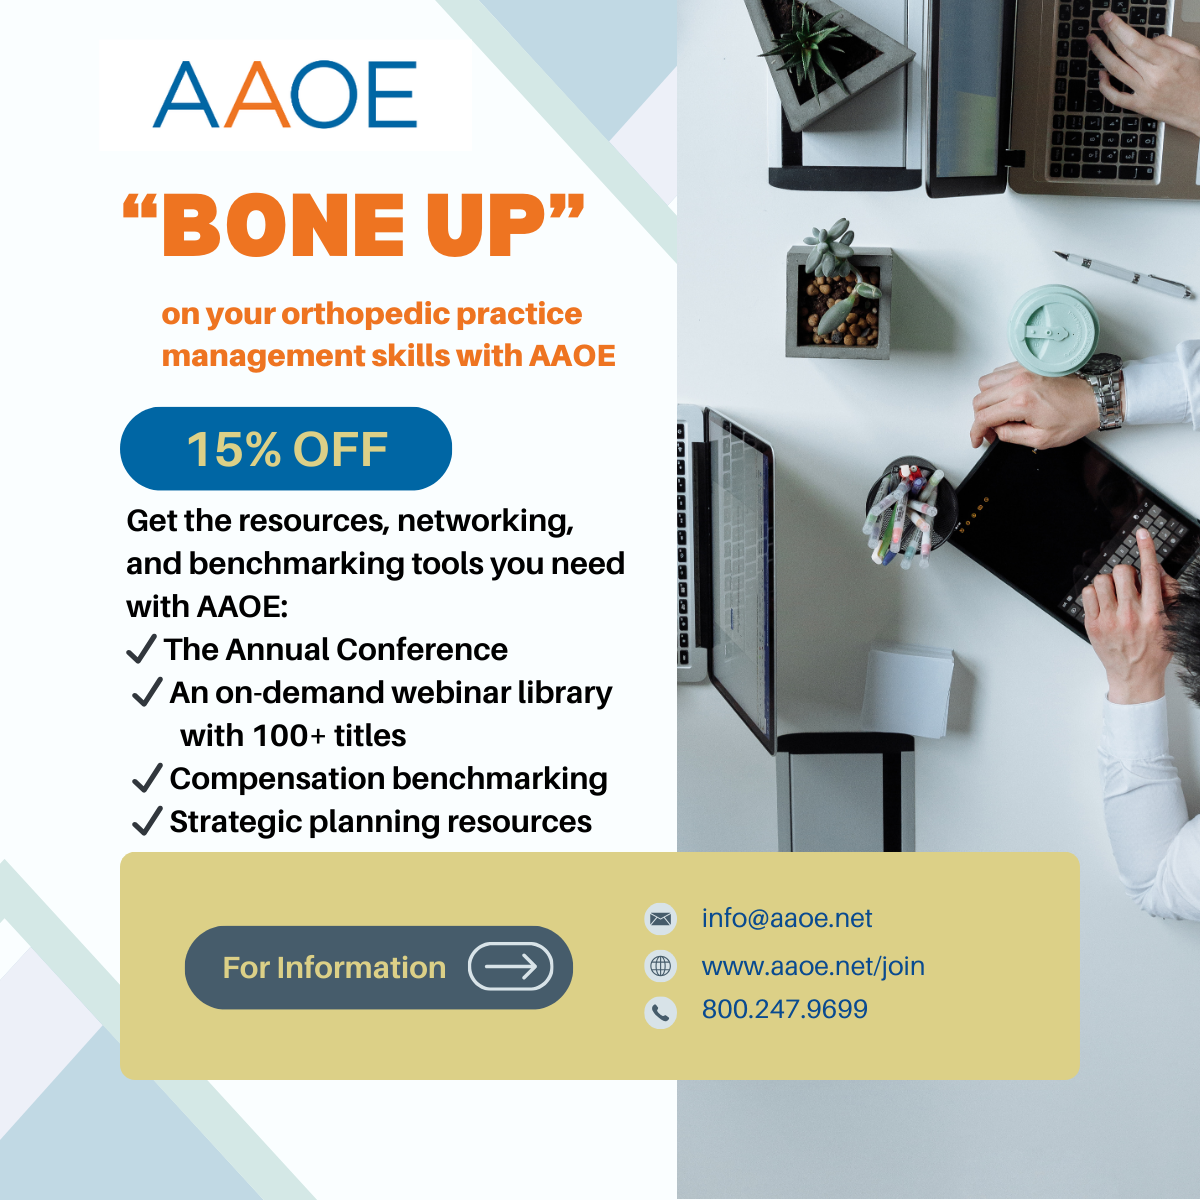 AAOE
“BONE UP”
on your orthopedic practice
management skills with AAOE
15% OFF
Get the resources, networking,
and benchmarking tools you need
with AAOE:
✓ The Annual Conference
✓ An on-demand webinar library
with 100+ titles
✓ Compensation benchmarking
✓ Strategic planning resources
For Information
info@aaoe.net
www.aaoe.net/join
800.247.9699